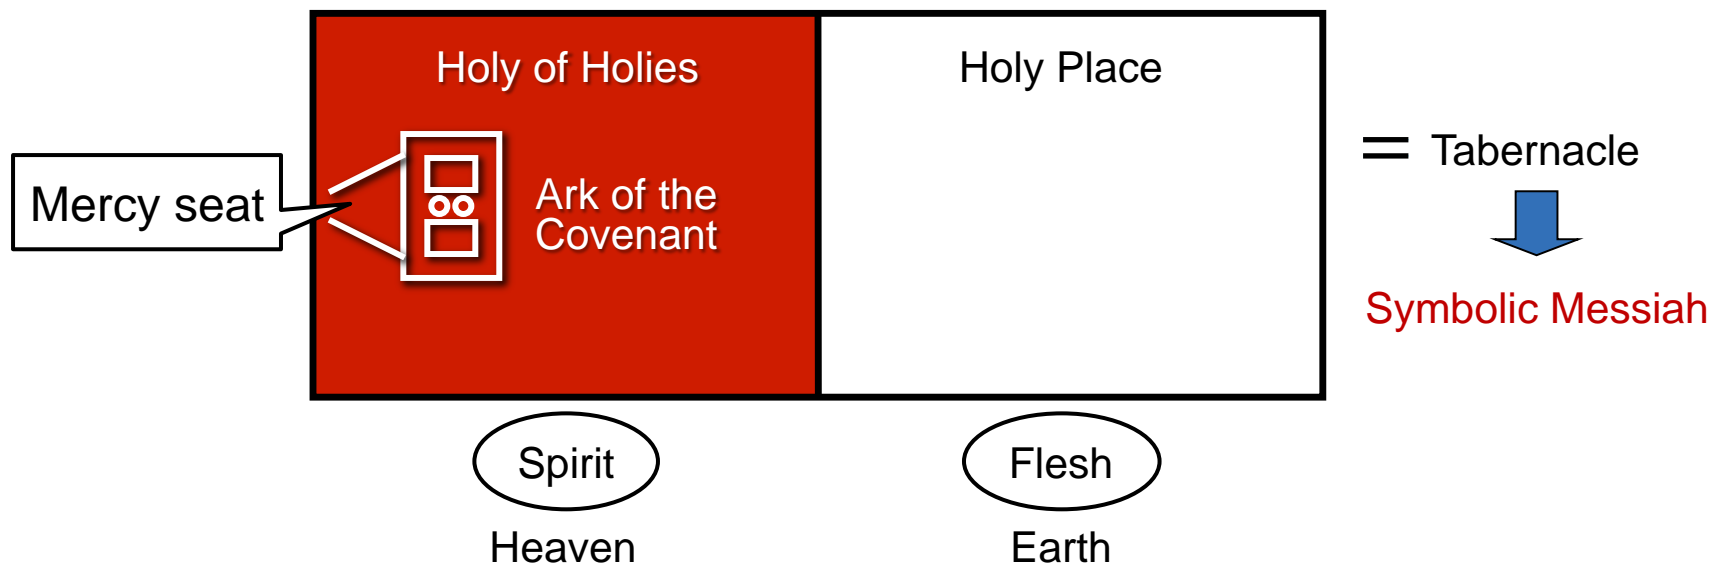 Holy of Holies
Holy Place
Mercy seat
Ark of the
Covenant
= Tabernacle
Symbolic Messiah
Spirit
Flesh
Heaven
Earth